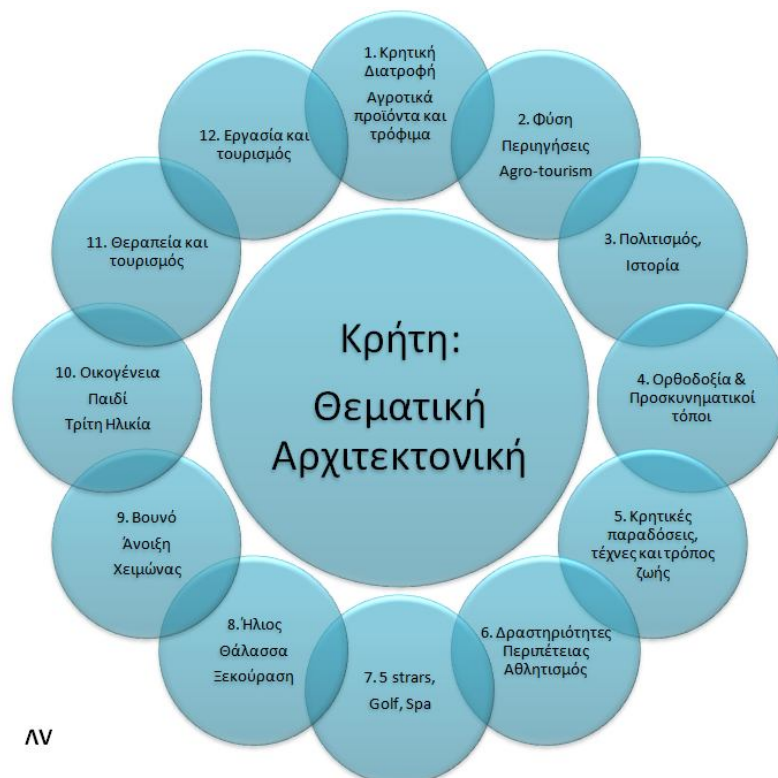 1. Κρητική
Διατροφή
Αγροτικά
προϊόντα και
τρόφιμα
2. Φύση
Περιηγήσεις
Agro-tourism
3. Πολιτισμός,
Ιστορία
4. Ορθοδοξία &
Προσκυνηματικοί
τόποι
5. Κρητικές
παραδόσεις,
τέχνες και τρόπος
ζωής
6. Δραστηριότητες
Περιπέτειας
Αθλητισμός
7. 5 strars,
Golf, Spa
8. Ήλιος
Θάλασσα
Ξεκούραση
9. Βουνό
Άνοιξη
Χειμώνας
10. Οικογένεια
Παιδί
Τρίτη Ηλικία
11. Θεραπεία και
τουρισμός
12. Εργασία και
τουρισμός
Κρήτη:
Θεματική
Αρχιτεκτονική
ΛV